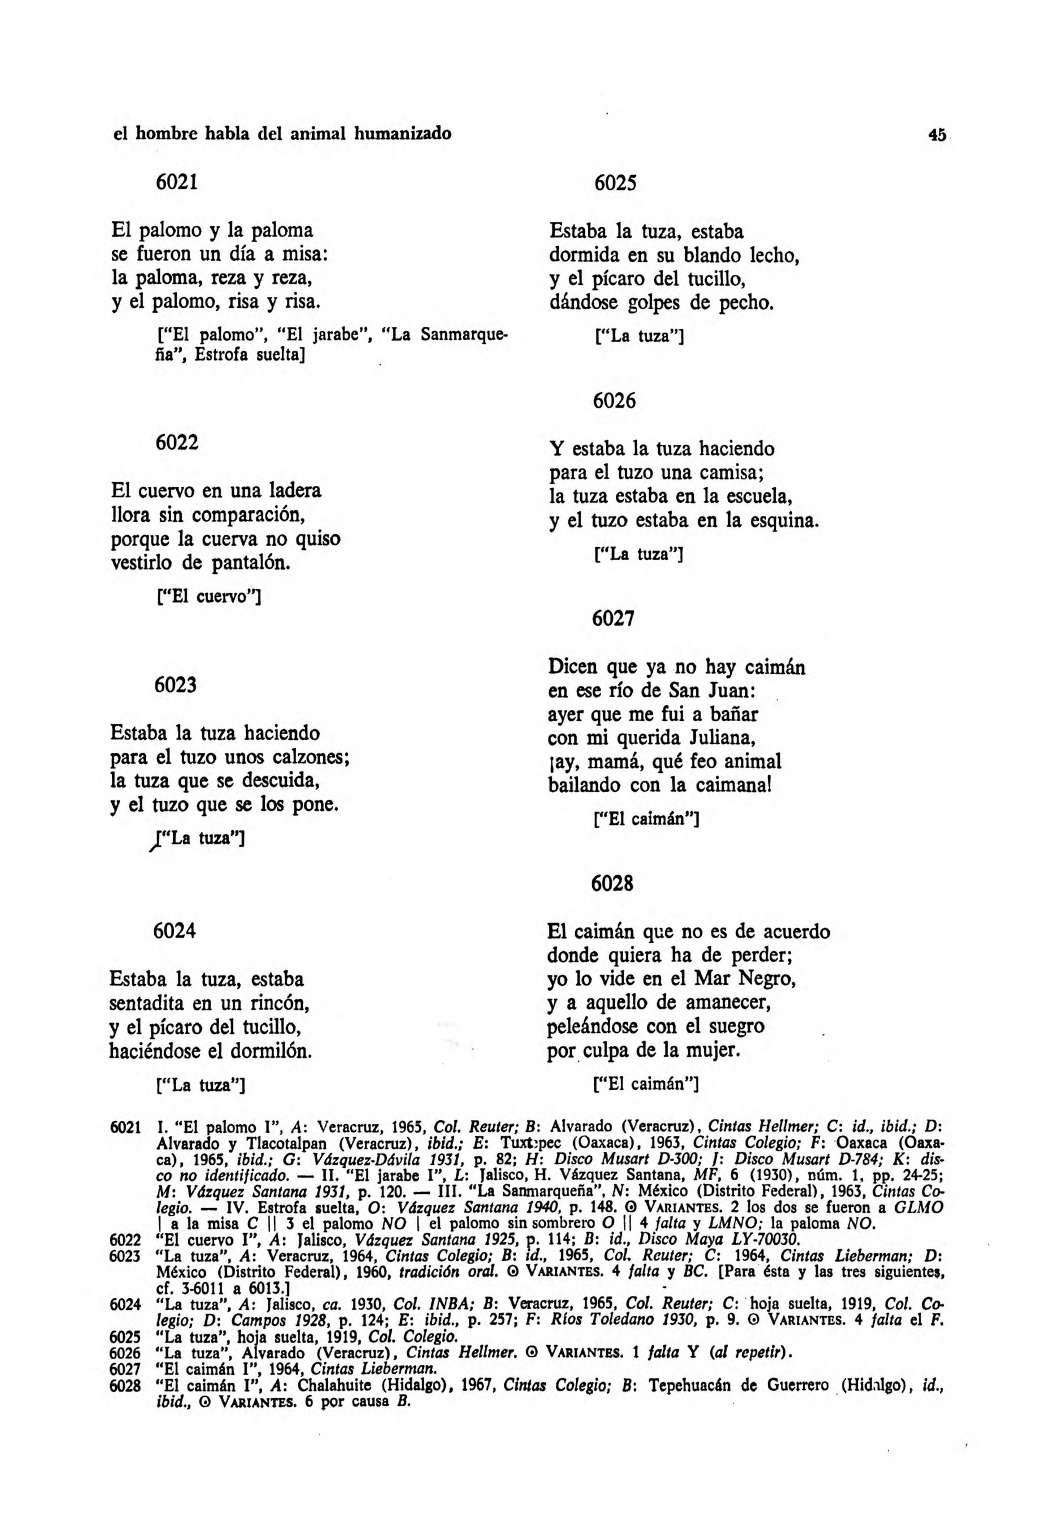 el hombre habla del animal humanizado 45
6021
El palomo y la paloma
se fueron un día a misa:
la paloma, reza y reza,
y el palomo, risa y risa.
["El palomo", "El jarabe", "La Sanmarque-
ña", Estrofa suelta]
6022
El cuervo en una ladera
llora sin comparación,
porque la cuerva no quiso
vestirlo de pantalón.
["El cuervo"]
6023
Estaba la tuza haciendo
para el tuzo unos calzones;
la tuza que se descuida,
y el tuzo que se los pone.
["La tuza"]
6024
Estaba la tuza, estaba
sentadita en un rincón,
y el pícaro del tucillo,
haciéndose el dormilón.
["La tuza"]
6025
Estaba la tuza, estaba
dormida en su blando lecho,
y el pícaro del tucillo,
dándose golpes de pecho.
["La tuza"]
6026
Y estaba la tuza haciendo
para el tuzo una camisa;
la tuza estaba en la escuela,
y el tuzo estaba en la esquina.
["La tuza"]
6027
Dicen que ya no hay caimán
en ese río de San Juan:
ayer que me fui a bañar
con mi querida Juliana,
¡ay, mamá, qué feo animal
bailando con la caimana!
["El caimán"]
6028
El caimán que no es de acuerdo
donde quiera ha de perder;
yo lo vide en el Mar Negro,
y a aquello de amanecer,
peleándose con el suegro
por culpa de la mujer.
["El caimán"]
6021 I. "El palomo I", A: Veracruz, 1965, Col. Reuter; B: Alvarado (Veracruz), Cintas Hellmer; C: id., ibid.; D:
Alvarado y Tlacotalpan (Veracruz), ibid.; E: Tuxtepec (Oaxaca), 1963, Cintas Colegio; F: Oaxaca (Oaxa-
ca), 1965, ibid.; G: Vázquez-Dávila 1931, p. 82; H: Disco Musart D-300; J: Disco Musart D-784; K: dis-
co no identificado. — II. "El jarabe I", L: Jalisco, H. Vázquez Santana, MF, 6 (1930), núm. 1, pp. 24-25;
M: Vázquez Santana 1931, p. 120. — III. "La Sanmarqueña", N: México (Distrito Federal), 1963, Cintas Co-
legio. — IV. Estrofa suelta, O: Vázquez Santana 1940, p. 148. ⊙ VARIANTES. 2 los dos se fueron a GLMO
| a la misa C || 3 el palomo NO | el palomo sin sombrero O || 4 falta y LMNO; la paloma NO.
6022 "El cuervo I", A: Jalisco, Vázquez Santana 1925, p. 114; B: id., Disco Maya LY-70030.
6023 "La tuza", A: Veracruz, 1964, Cintas Colegio; B: id., 1965, Col. Reuter; C: 1964, Cintas Lieberman; D:
México (Distrito Federal), 1960, tradición oral. ⊙ VARIANTES. 4 falta y BC. [Para ésta y las tres siguientes,
cf. 3-6011 a 6013.]
6024 "La tuza", A: Jalisco, ca. 1930, Col. INBA; B: Veracruz, 1965, Col. Reuter; C: hoja suelta, 1919, Col. Co-
legio; D: Campos 1928, p. 124; E: ibid., p. 257; F: Ríos Toledano 1930, p. 9. ⊙ VARIANTES. 4 falta el F.
6025 "La tuza", hoja suelta, 1919, Col. Colegio.
6026 "La tuza", Alvarado (Veracruz), Cintas Hellmer. ⊙ VARIANTES. 1 falta Y (al repetir).
6027 "El caimán I", 1964, Cintas Lieberman.
6028 "El caimán I", A: Chalahuite (Hidalgo), 1967, Cintas Colegio; B: Tepehuacán de Guerrero (Hidalgo), id.,
ibid., ⊙ VARIANTES. 6 por causa B.